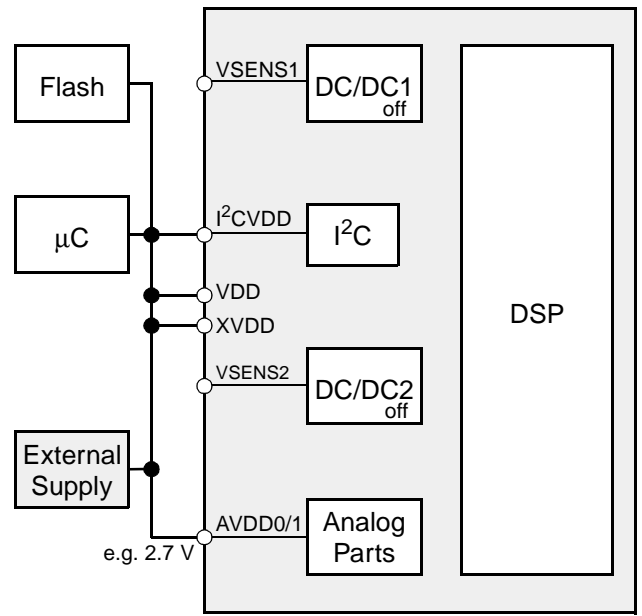 Flash
VSENS1
DC/DC1
off
μC
I²CVDD
I²C
VDD
XVDD
DSP
VSENS2
DC/DC2
off
External
Supply
AVDD0/1
Analog
Parts
e.g. 2.7 V